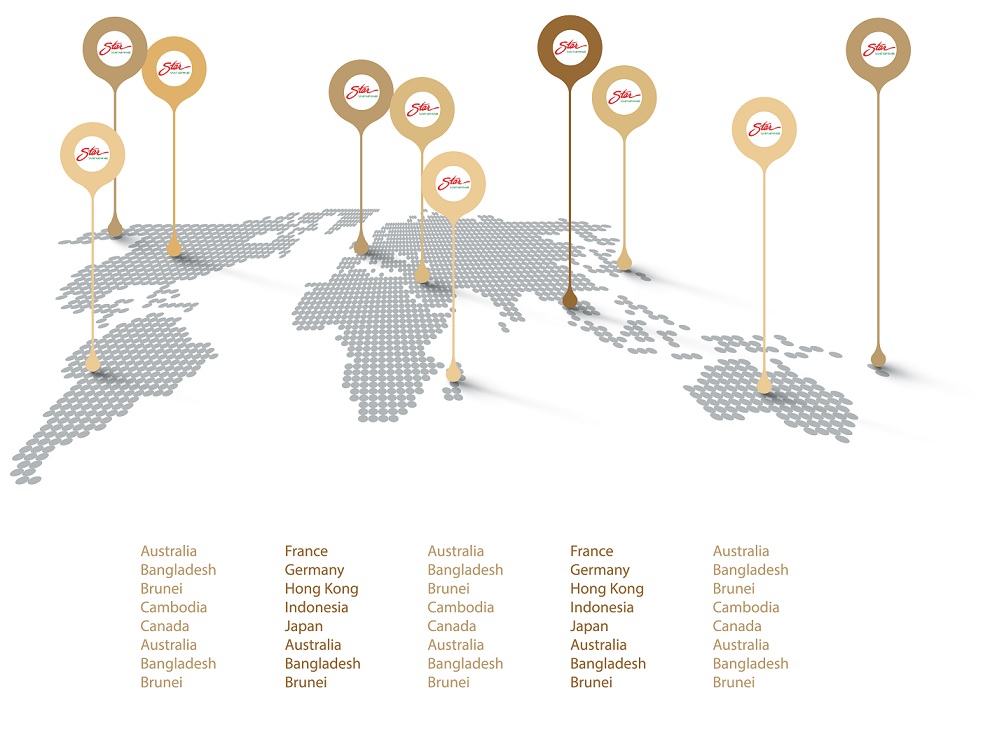 Star
Star
Star
Star
Star
Star
Star
Star
Star
Star
Star
Australia
Bangladesh
Brunei
Cambodia
Canada
Australia
Bangladesh
Brunei
France
Germany
Hong Kong
Indonesia
Japan
Australia
Bangladesh
Brunei
Australia
Bangladesh
Brunei
Cambodia
Canada
Australia
Bangladesh
Brunei
France
Germany
Hong Kong
Indonesia
Japan
Australia
Bangladesh
Brunei
Australia
Bangladesh
Brunei
Cambodia
Canada
Australia
Bangladesh
Brunei